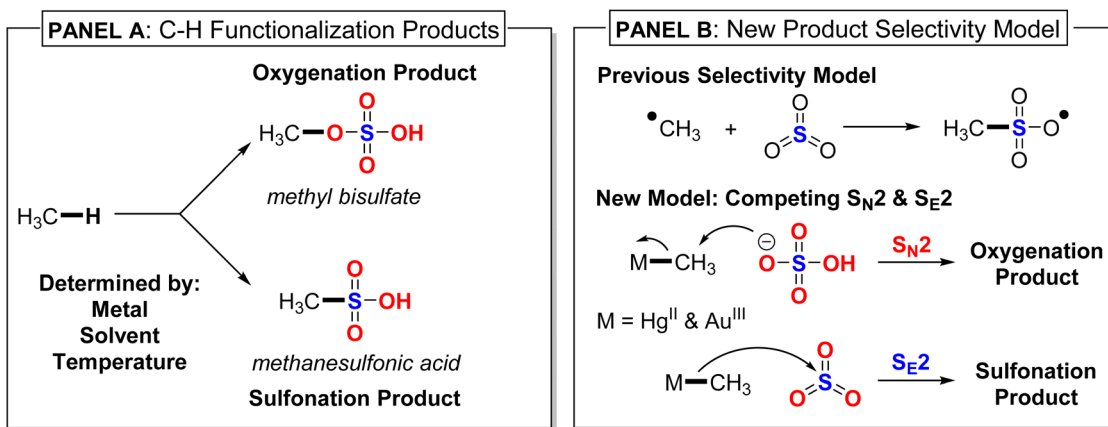 PANEL A: C-H Functionalization Products
Oxygenation Product
O
H3C O S OH
O
methyl bisulfate
H3C H
Determined by:
Metal
Solvent
Temperature
O
H3C S OH
O
methanesulfonic acid
Sulfonation Product
PANEL B: New Product Selectivity Model
Previous Selectivity Model
•CH3 + O S O O
O
H3C S O•
O
New Model: Competing SN2 & SE2
M CH3
⊖
O
O S OH
O
SN2
Oxygenation
Product
M = HgII & AuIII
M CH3
O
S
O O
SE2
Sulfonation
Product